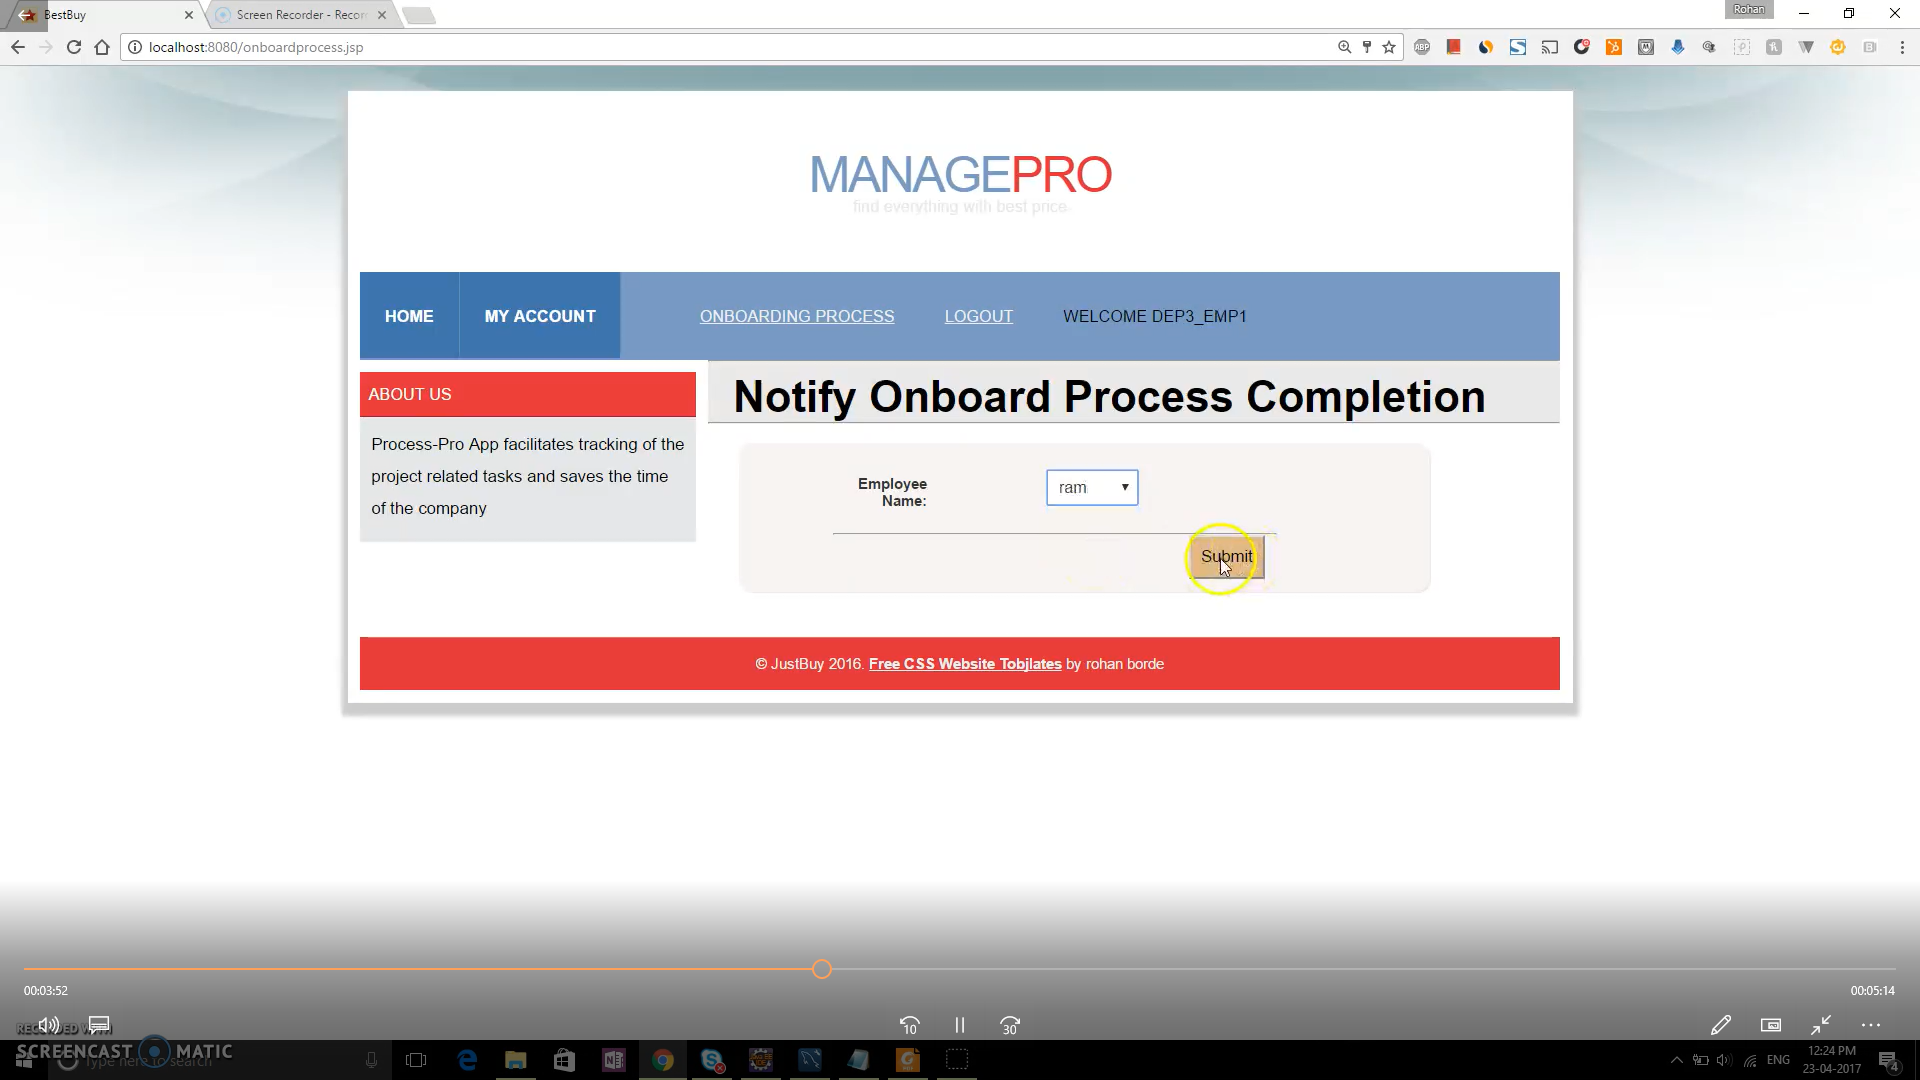 BestBuy
Screen Recorder - Recor
Rohan
localhost:8080/onboardprocess.jsp
ABP
MANAGEPRO
find everything with best price
HOME
MY ACCOUNT
ONBOARDING PROCESS
LOGOUT
WELCOME DEP3_EMP1
ABOUT US
Process-Pro App facilitates tracking of the
project related tasks and saves the time
of the company
Notify Onboard Process Completion
Employee
Name:
ram
Submit
© JustBuy 2016. Free CSS Website Tobjlates by rohan borde
00:03:52
00:05:14
10
30
RECORDED WITH
SCREENCAST MATIC
Type here to search
ENG
12:24 PM
23-04-2017
4